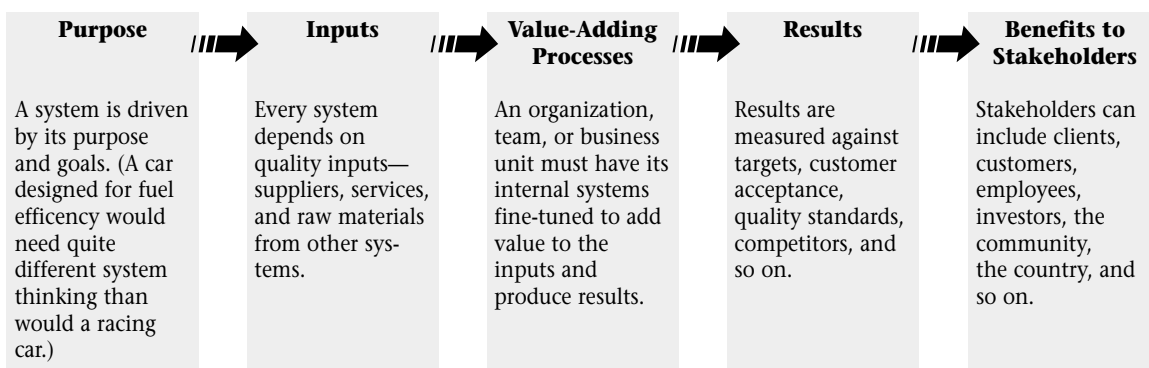 Purpose
A system is driven
by its purpose
and goals. (A car
designed for fuel
efficency would
need quite
different system
thinking than
would a racing
car.)
Inputs
Every system
depends on
quality inputs—
suppliers, services,
and raw materials
from other sys-
tems.
Value-Adding
Processes
An organization,
team, or business
unit must have its
internal systems
fine-tuned to add
value to the
inputs and
produce results.
Results
Results are
measured against
targets, customer
acceptance,
quality standards,
competitors, and
so on.
Benefits to
Stakeholders
Stakeholders can
include clients,
customers,
employees,
investors, the
community,
the country, and
so on.